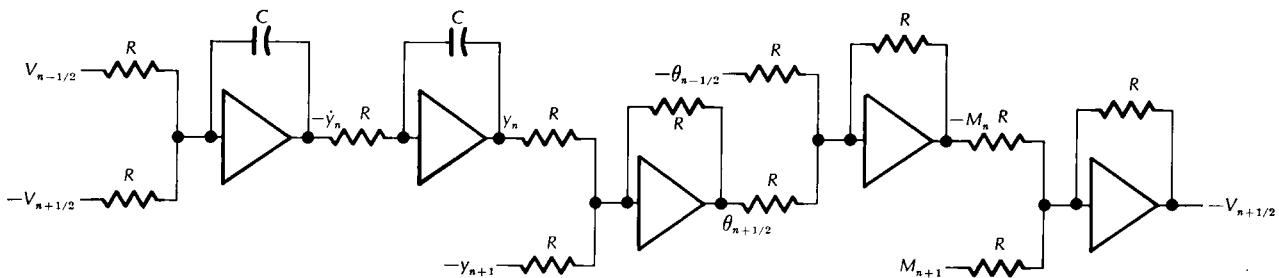 C
C
R
R
R
V_{n-1/2}
-θ_{n-1/2}
R
-ẏ_n
R
y_n
R
R
-M_n
R
R
R
-V_{n+1/2}
θ_{n+1/2}
-V_{n+1/2}
R
R
-y_{n+1}
M_{n+1}